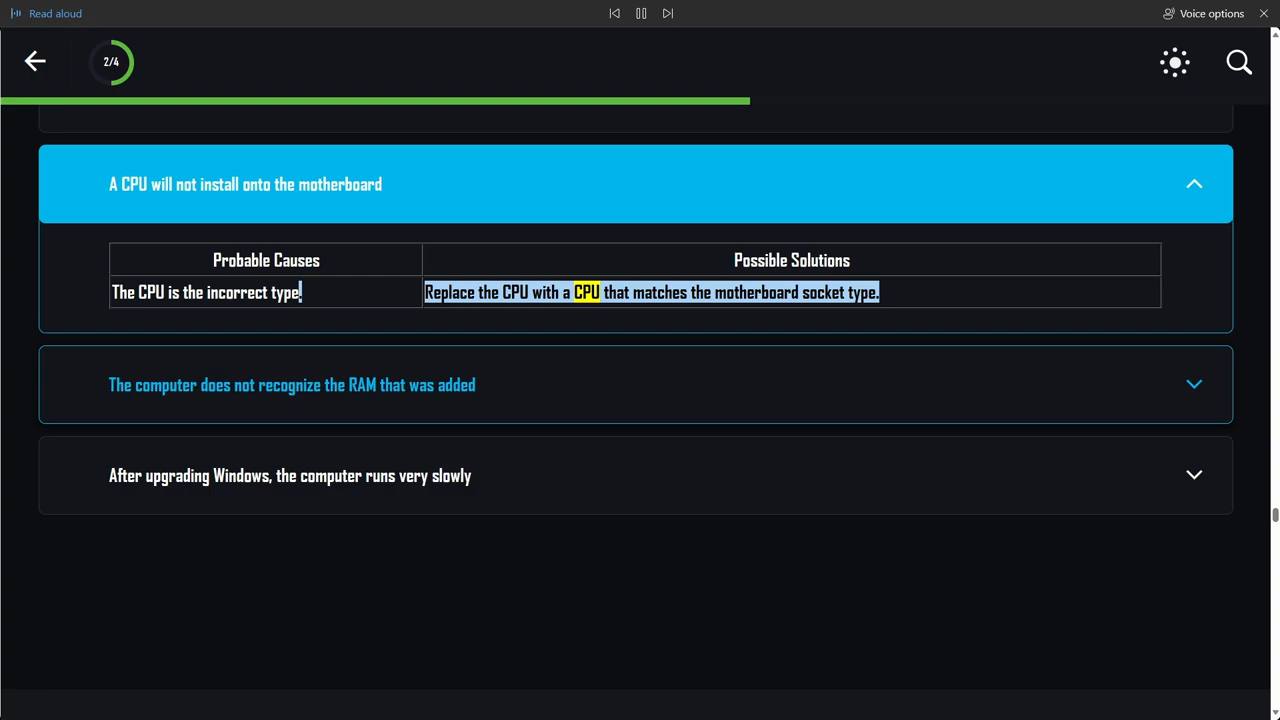 Read aloud
Voice options
2/4
A CPU will not install onto the motherboard
Probable Causes
Possible Solutions
The CPU is the incorrect type.
Replace the CPU with a CPU that matches the motherboard socket type.
The computer does not recognize the RAM that was added
After upgrading Windows, the computer runs very slowly